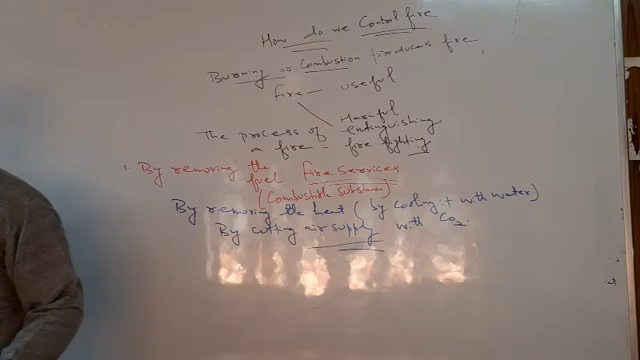 How do we Control fire
Burning or Combustion produces fire
fire — useful
Harmful
The process of extinguishing
a fire - fire fighting
1. By removing the fuel fire services.
(Combustible substance)
By removing the heat (by cooling it with water)
By cutting air supply with CO2.